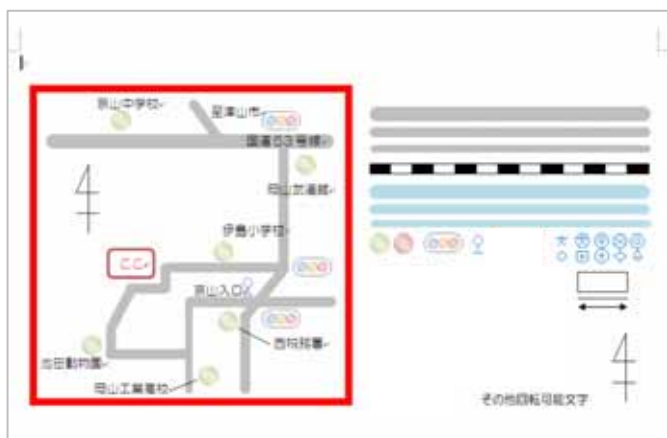 京山中学校
至津山市
国道53号線
岡山武道館
伊島小学校
ここ
京山入口
西税務署
池田動物園
岡山工業高校
その他回転可能文字